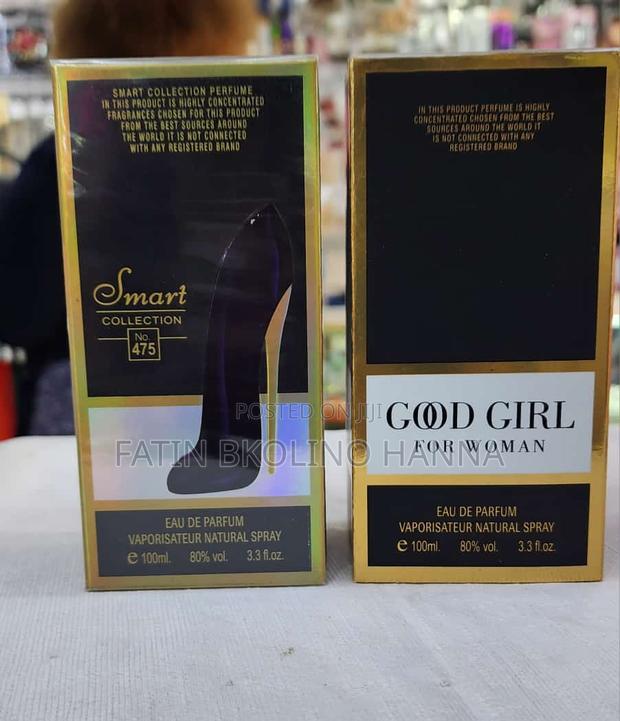 SMART COLLECTION PERFUME
IN THIS PRODUCT IS HIGHLY CONCENTRATED
FRAGRANCES CHOSEN FOR THIS PRODUCT
FROM THE BEST SOURCES AROUND
THE WORLD IT IS NOT CONNECTED
WITH ANY REGISTERED BRAND
Smart
COLLECTION
No.
475
EAU DE PARFUM
VAPORISATEUR NATURAL SPRAY
e 100ml. 80% vol. 3.3 fl.oz.
IN THIS PRODUCT PERFUME IS HIGHLY
CONCENTRATED CHOSEN FROM THE BEST
SOURCES AROUND THE WORLD IT
IS NOT CONNECTED WITH ANY
REGISTERED BRAND
GOOD GIRL
FOR WOMAN
EAU DE PARFUM
VAPORISATEUR NATURAL SPRAY
e 100ml. 80% vol. 3.3 fl.oz.
POSTED ON JIJI
FATIN BKOLINO HANNA